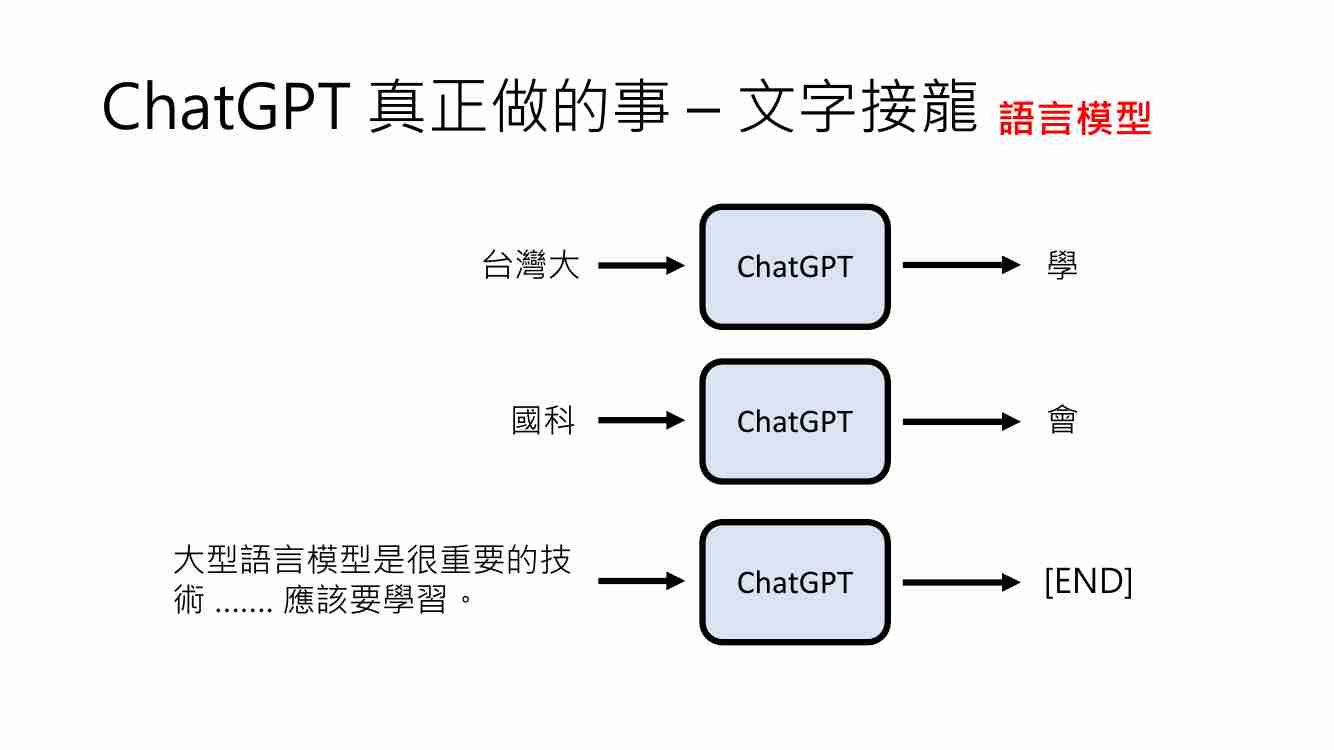 ChatGPT 真正做的事 – 文字接龍 語言模型
台灣大 ChatGPT 學
國科 ChatGPT 會
大型語言模型是很重要的技
術 ....... 應該要學習。
ChatGPT
[END]